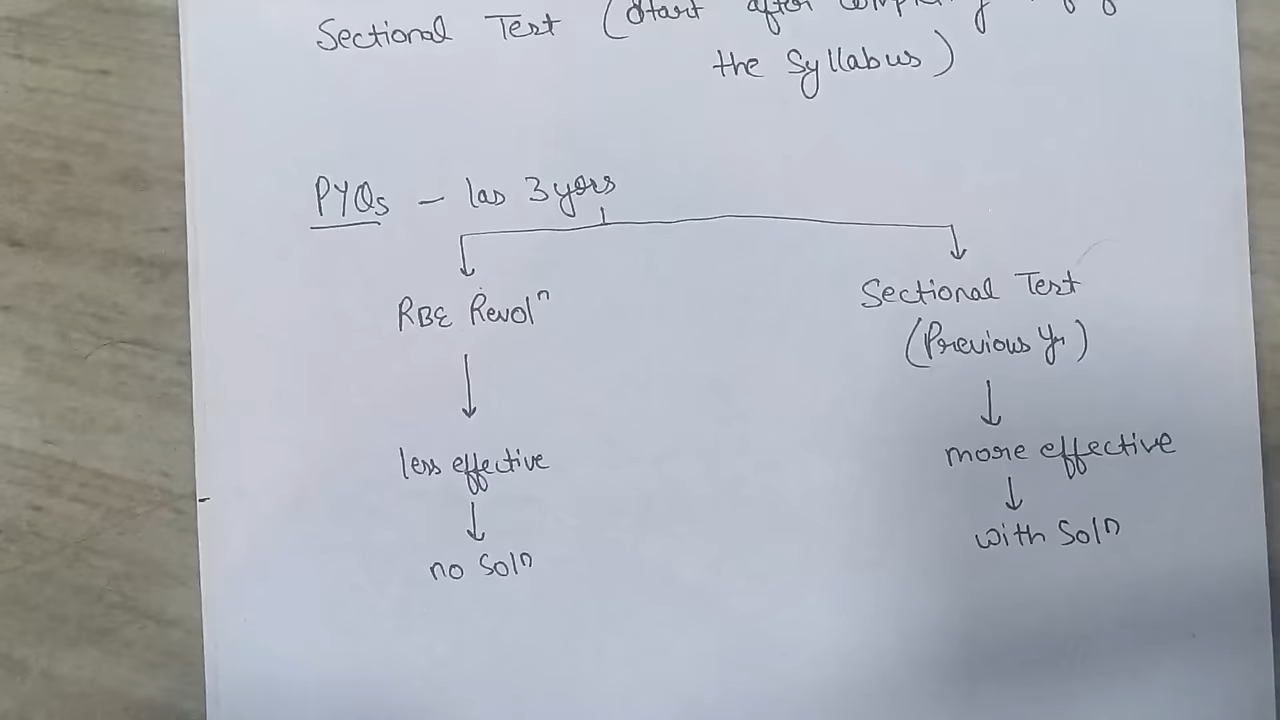 Sectional Test (Start after
the Syllabus)
PYQs - las 3 yers
RBE Revolⁿ
Sectional Test
(Previous Yr)
less effective
more effective
no Solⁿ
with Solⁿ